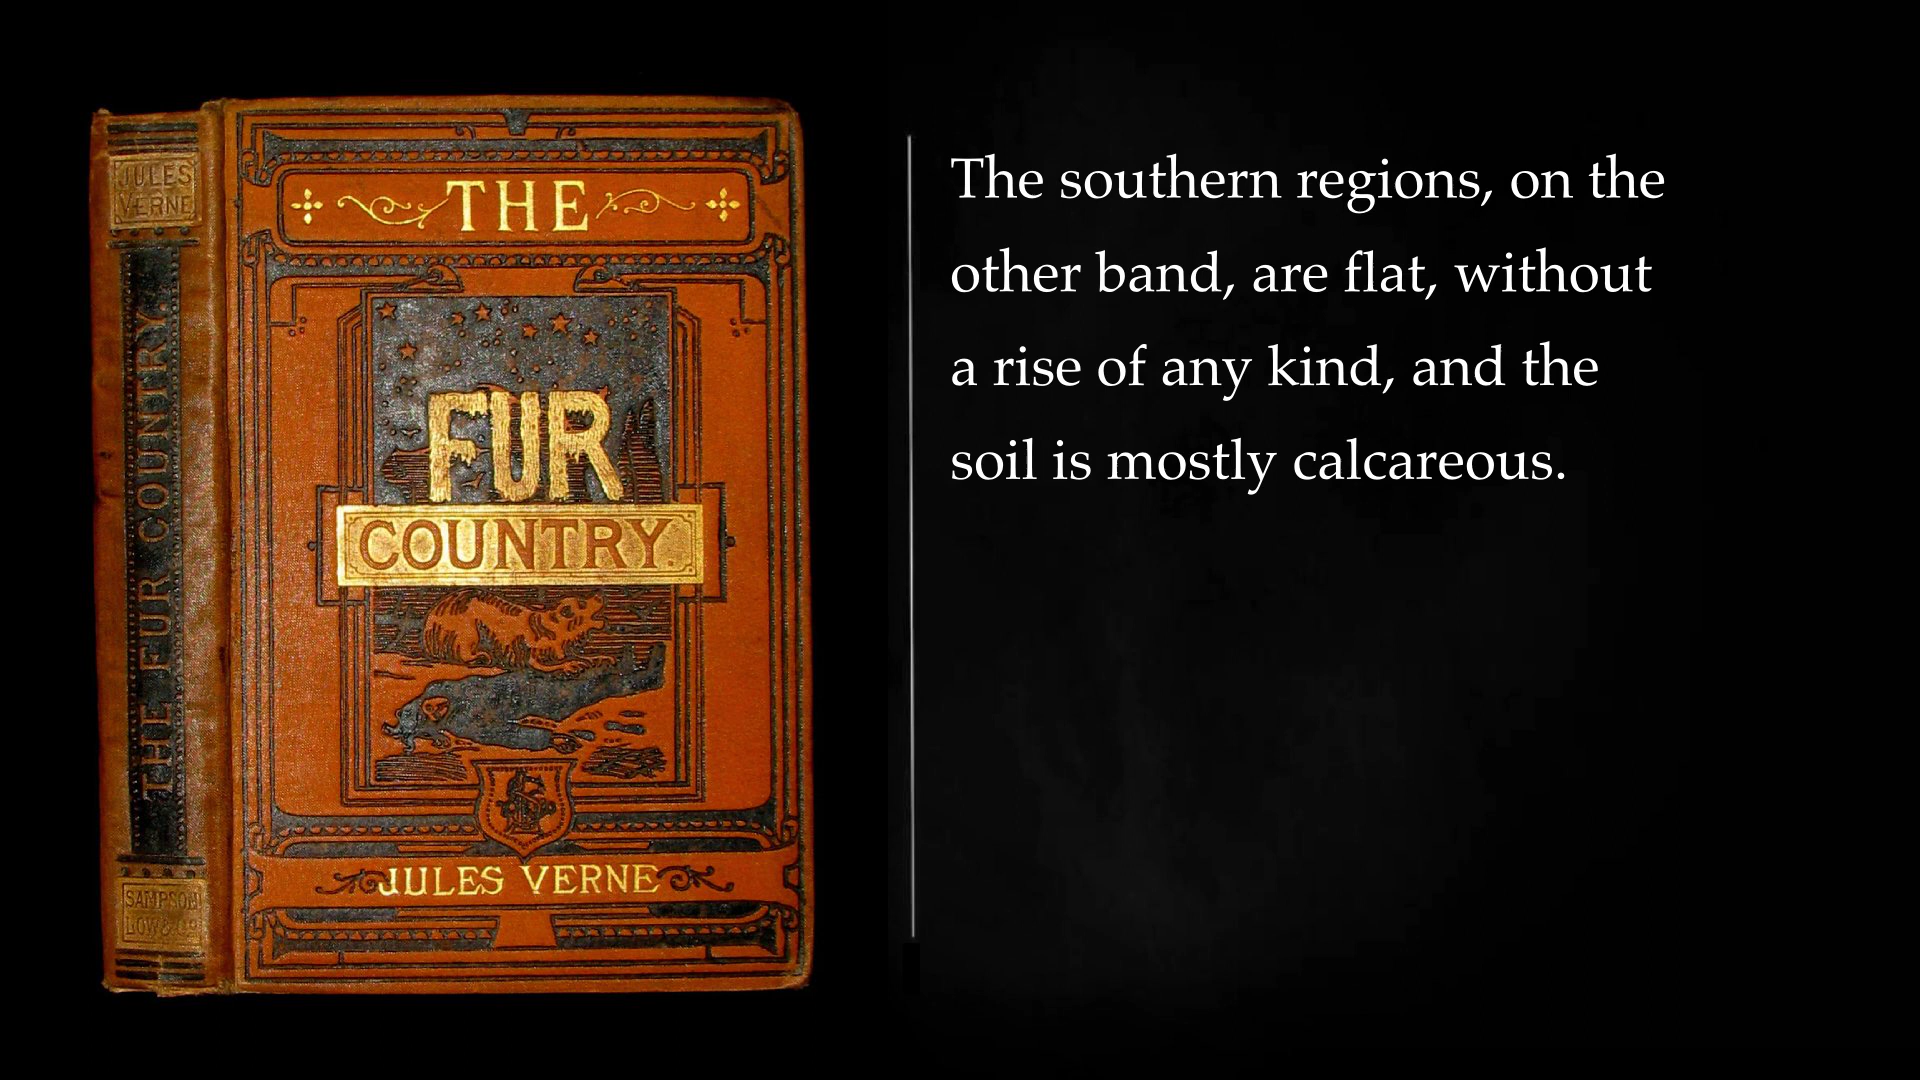 JULES
VERNE
THE FUR COUNTRY.
SAMPSON
LOW & Co
THE
FUR
COUNTRY.
JULES VERNE
The southern regions, on the
other band, are flat, without
a rise of any kind, and the
soil is mostly calcareous.